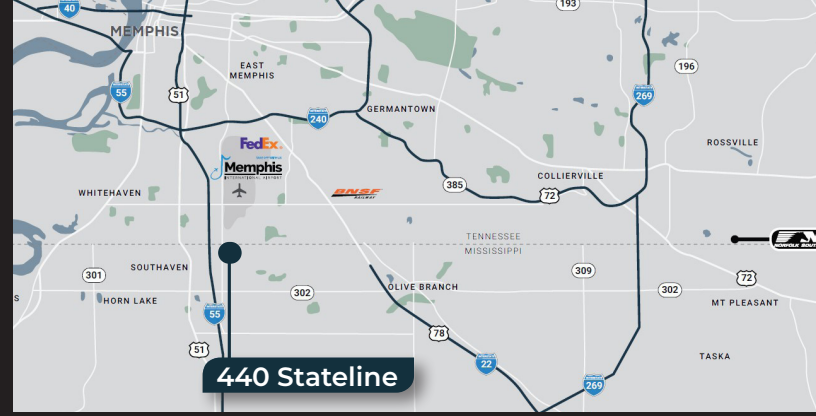 193
40
MEMPHIS
EAST
MEMPHIS
196
55
51
269
GERMANTOWN
240
FedEx
Memphis
INTERNATIONAL AIRPORT
ROSSVILLE
COLLIERVILLE
385
72
WHITEHAVEN
BNSF
RAILWAY
TENNESSEE
MISSISSIPPI
NORFOLK SOUT
301
SOUTHAVEN
309
72
302
OLIVE BRANCH
302
S
HORN LAKE
MT PLEASANT
55
78
51
TASKA
22
440 Stateline
269